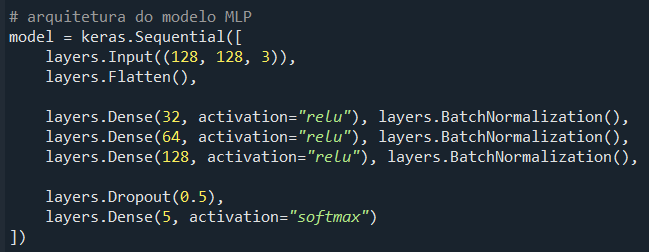 # arquitetura do modelo MLP
model = keras.Sequential([
    layers.Input((128, 128, 3)),
    layers.Flatten(),

    layers.Dense(32, activation="relu"), layers.BatchNormalization(),
    layers.Dense(64, activation="relu"), layers.BatchNormalization(),
    layers.Dense(128, activation="relu"), layers.BatchNormalization(),

    layers.Dropout(0.5),
    layers.Dense(5, activation="softmax")
])